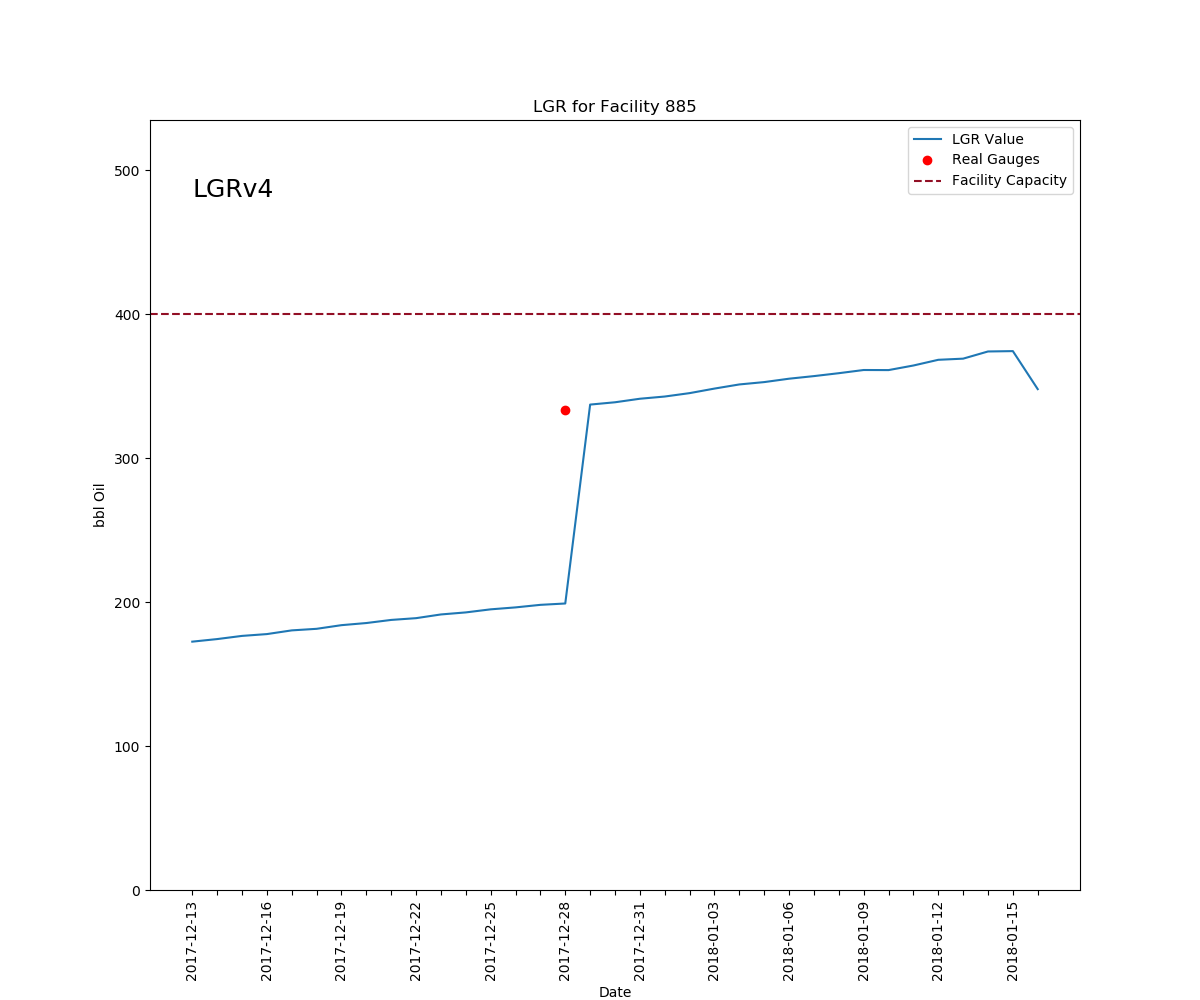 LGR for Facility 885
LGRv4
LGR Value
Real Gauges
Facility Capacity
500
400
300
200
100
0
bbl Oil
2017-12-13
2017-12-16
2017-12-19
2017-12-22
2017-12-25
2017-12-28
2017-12-31
2018-01-03
2018-01-06
2018-01-09
2018-01-12
2018-01-15
Date